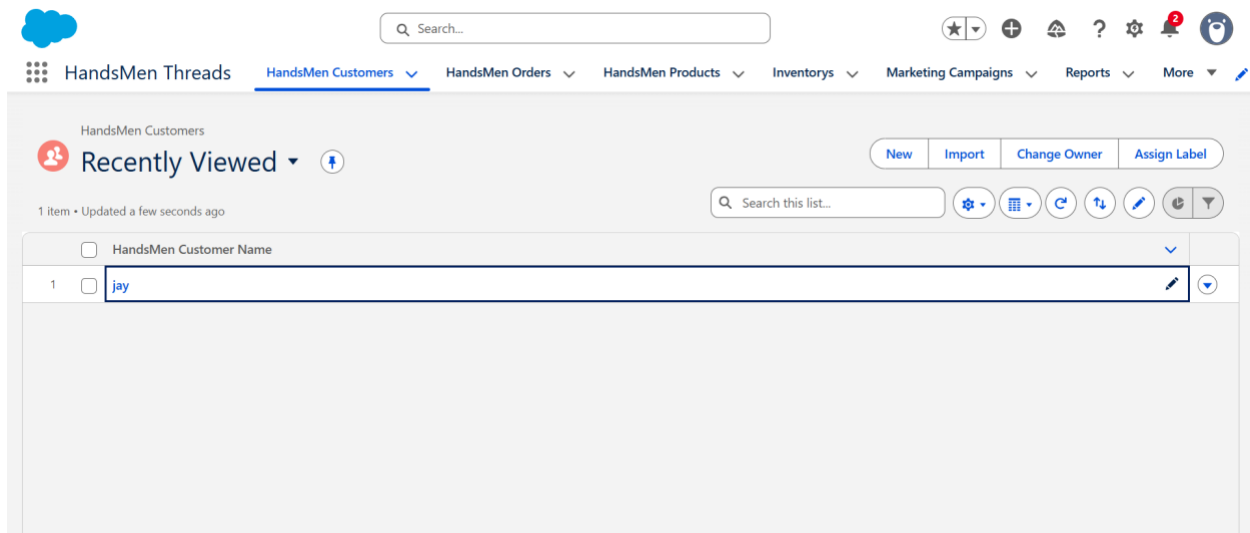 Search...
2
HandsMen Threads HandsMen Customers HandsMen Orders HandsMen Products Inventorys Marketing Campaigns Reports More
HandsMen Customers
Recently Viewed
New Import Change Owner Assign Label
1 item • Updated a few seconds ago
Search this list...
HandsMen Customer Name
1 jay